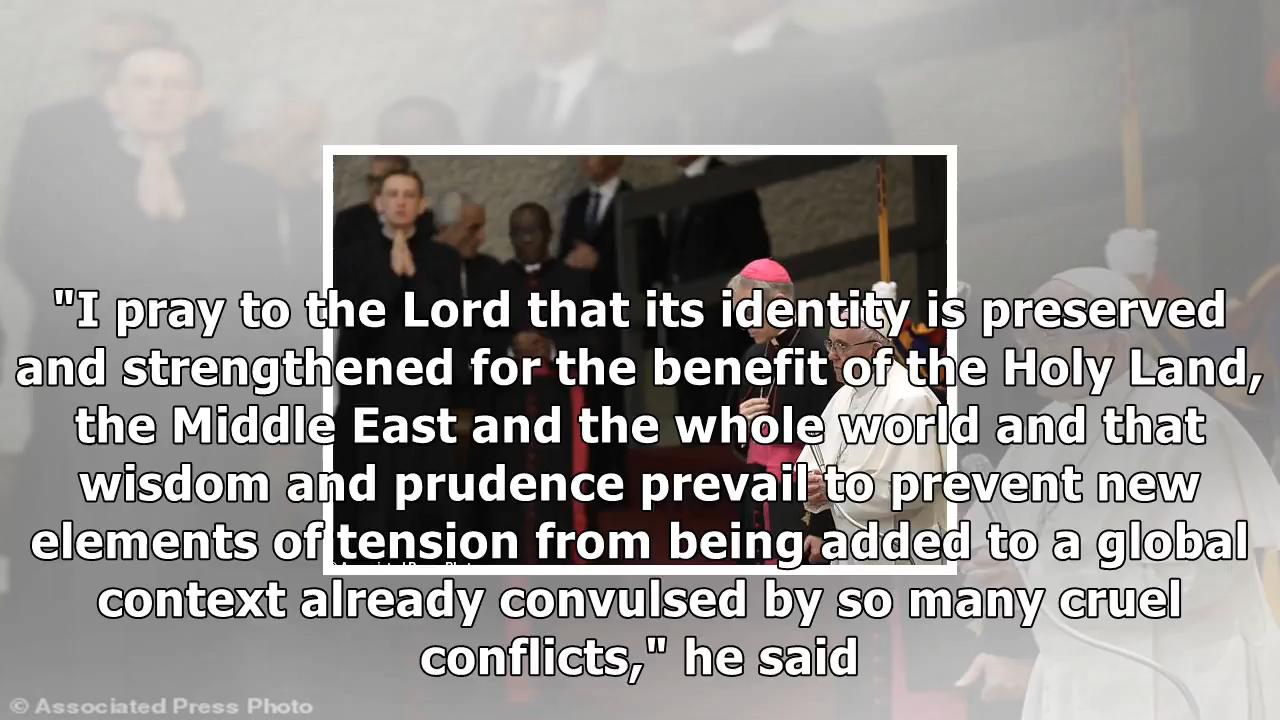 "I pray to the Lord that its identity is preserved
and strengthened for the benefit of the Holy Land,
the Middle East and the whole world and that
wisdom and prudence prevail to prevent new
elements of tension from being added to a global
context already convulsed by so many cruel
conflicts," he said
© Associated Press Photo